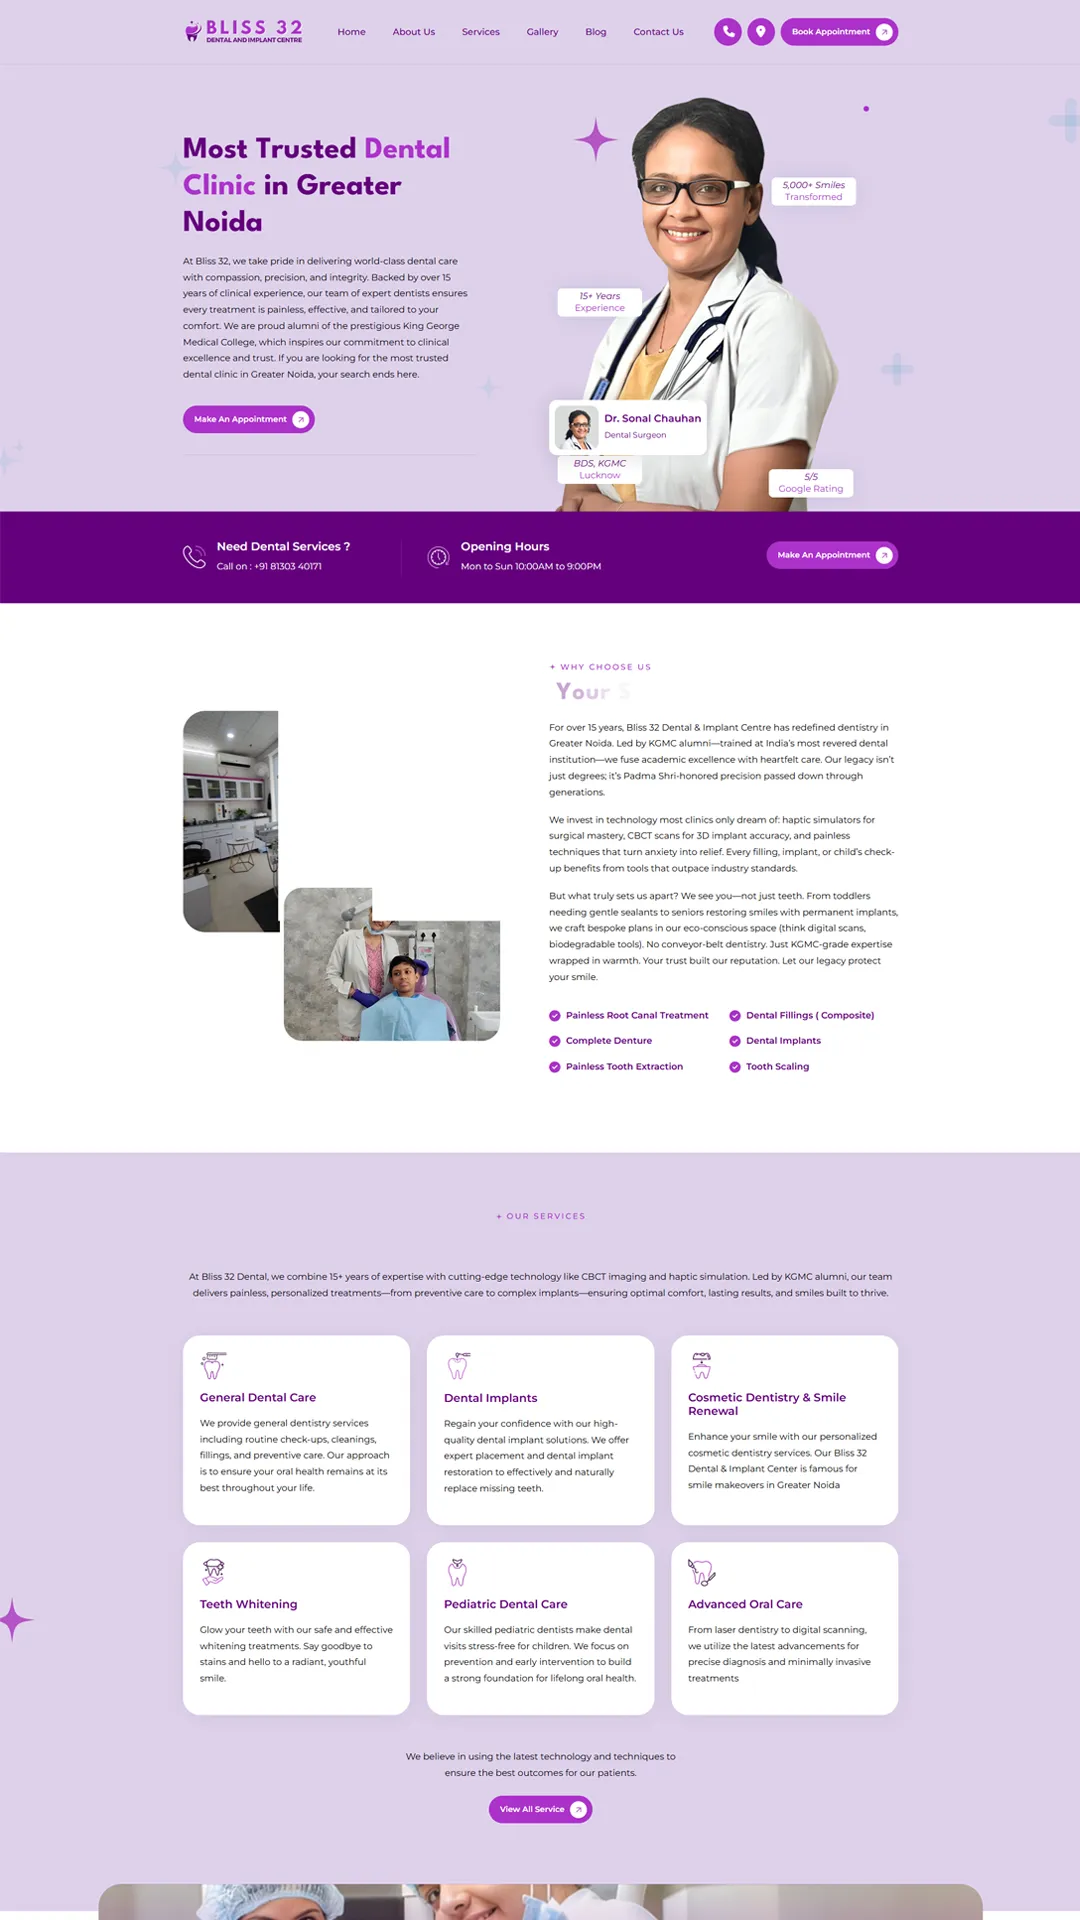 BLISS 32
DENTAL AND IMPLANT CENTRE
Home
About Us
Services
Gallery
Blog
Contact Us
Book Appointment
Most Trusted Dental
Clinic in Greater
Noida
At Bliss 32, we take pride in delivering world-class dental care
with compassion, precision, and integrity. Backed by over 15
years of clinical experience, our team of expert dentists ensures
every treatment is painless, effective, and tailored to your
comfort. We are proud alumni of the prestigious King George
Medical College, which inspires our commitment to clinical
excellence and trust. If you are looking for the most trusted
dental clinic in Greater Noida, your search ends here.
Make An Appointment
5,000+ Smiles
Transformed
15+ Years
Experience
Dr. Sonal Chauhan
Dental Surgeon
BDS, KGMC
Lucknow
5/5
Google Rating
Need Dental Services ?
Call on : +91 81303 40171
Opening Hours
Mon to Sun 10:00AM to 9:00PM
Make An Appointment
+ WHY CHOOSE US
Your S
For over 15 years, Bliss 32 Dental & Implant Centre has redefined dentistry in
Greater Noida. Led by KGMC alumni—trained at India's most revered dental
institution—we fuse academic excellence with heartfelt care. Our legacy isn't
just degrees; it's Padma Shri-honored precision passed down through
generations.
We invest in technology most clinics only dream of: haptic simulators for
surgical mastery, CBCT scans for 3D implant accuracy, and painless
techniques that turn anxiety into relief. Every filling, implant, or child's check-
up benefits from tools that outpace industry standards.
But what truly sets us apart? We see you—not just teeth. From toddlers
needing gentle sealants to seniors restoring smiles with permanent implants,
we craft bespoke plans in our eco-conscious space (think digital scans,
biodegradable tools). No conveyor-belt dentistry. Just KGMC-grade expertise
wrapped in warmth. Your trust built our reputation. Let our legacy protect
your smile.
Painless Root Canal Treatment
Dental Fillings ( Composite)
Complete Denture
Dental Implants
Painless Tooth Extraction
Tooth Scaling
+ OUR SERVICES
At Bliss 32 Dental, we combine 15+ years of expertise with cutting-edge technology like CBCT imaging and haptic simulation. Led by KGMC alumni, our team
delivers painless, personalized treatments—from preventive care to complex implants—ensuring optimal comfort, lasting results, and smiles built to thrive.
General Dental Care
We provide general dentistry services
including routine check-ups, cleanings,
fillings, and preventive care. Our approach
is to ensure your oral health remains at its
best throughout your life.
Dental Implants
Regain your confidence with our high-
quality dental implant solutions. We offer
expert placement and dental implant
restoration to effectively and naturally
replace missing teeth.
Cosmetic Dentistry & Smile
Renewal
Enhance your smile with our personalized
cosmetic dentistry services. Our Bliss 32
Dental & Implant Center is famous for
smile makeovers in Greater Noida
Teeth Whitening
Glow your teeth with our safe and effective
whitening treatments. Say goodbye to
stains and hello to a radiant, youthful
smile.
Pediatric Dental Care
Our skilled pediatric dentists make dental
visits stress-free for children. We focus on
prevention and early intervention to build
a strong foundation for lifelong oral health.
Advanced Oral Care
From laser dentistry to digital scanning,
we utilize the latest advancements for
precise diagnosis and minimally invasive
treatments
We believe in using the latest technology and techniques to
ensure the best outcomes for our patients.
View All Service